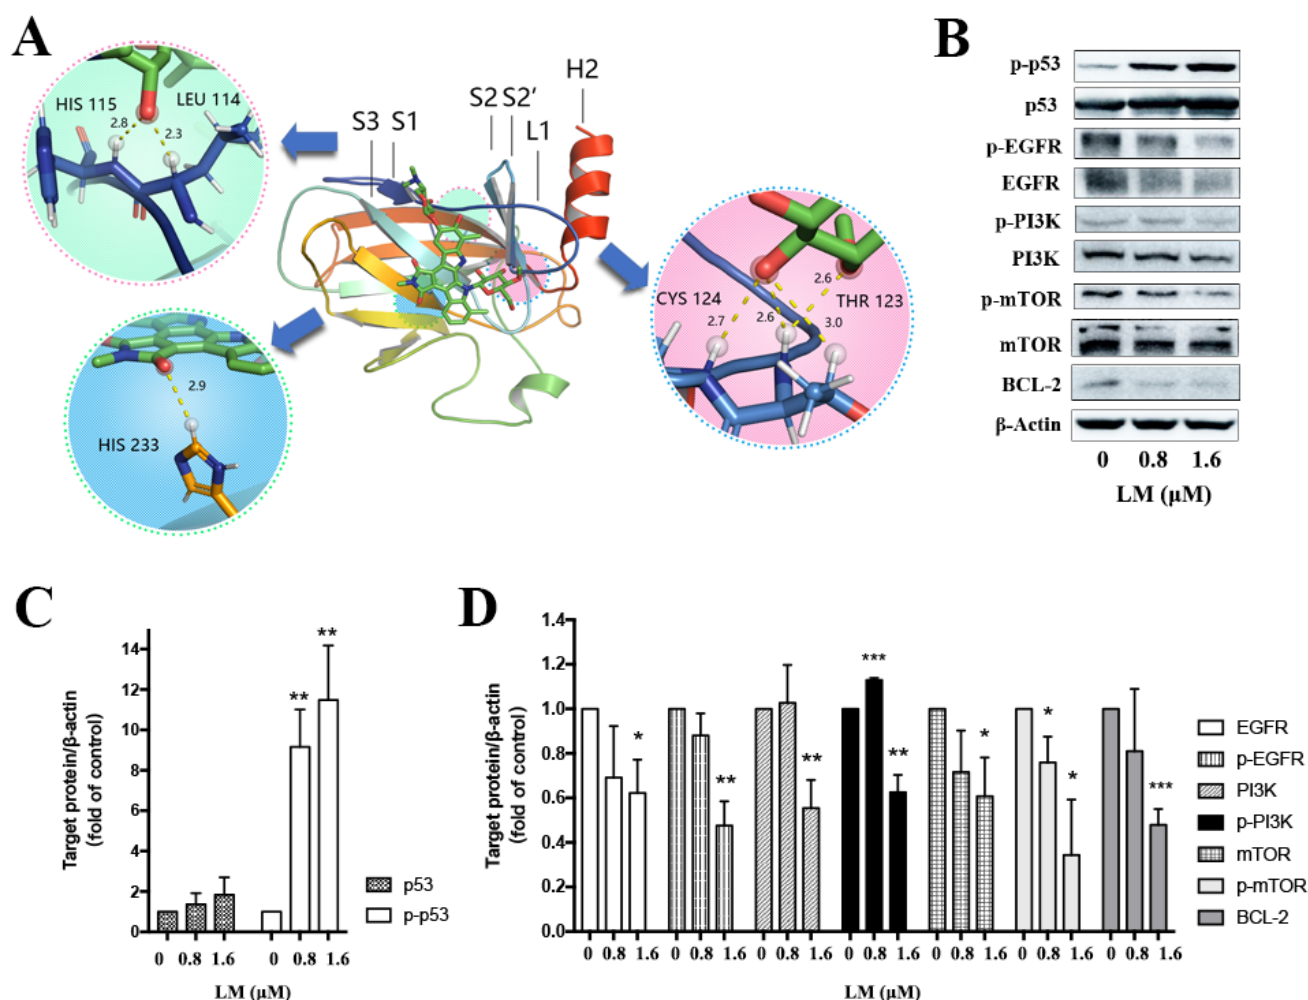 A
HIS 115
LEU 114
2.8
2.3
S3
S1
S2
S2′
L1
H2
CYS 124
THR 123
2.7
2.6
2.6
3.0
HIS 233
2.9
B
p-p53
p53
p-EGFR
EGFR
p-PI3K
PI3K
p-mTOR
mTOR
BCL-2
β-Actin
0 0.8 1.6
LM (μM)
C
Target protein/β-actin
(fold of control)
14
12
10
8
6
4
2
0
** **
0 0.8 1.6 0 0.8 1.6
LM (μM)
p53
p-p53
D
Target protein/β-actin
(fold of control)
1.4
1.2
1.0
0.8
0.6
0.4
0.2
0.0
* ** ** *** ** * * * ***
0 0.8 1.6 0 0.8 1.6 0 0.8 1.6 0 0.8 1.6 0 0.8 1.6 0 0.8 1.6 0 0.8 1.6
LM (μM)
EGFR
p-EGFR
PI3K
p-PI3K
mTOR
p-mTOR
BCL-2